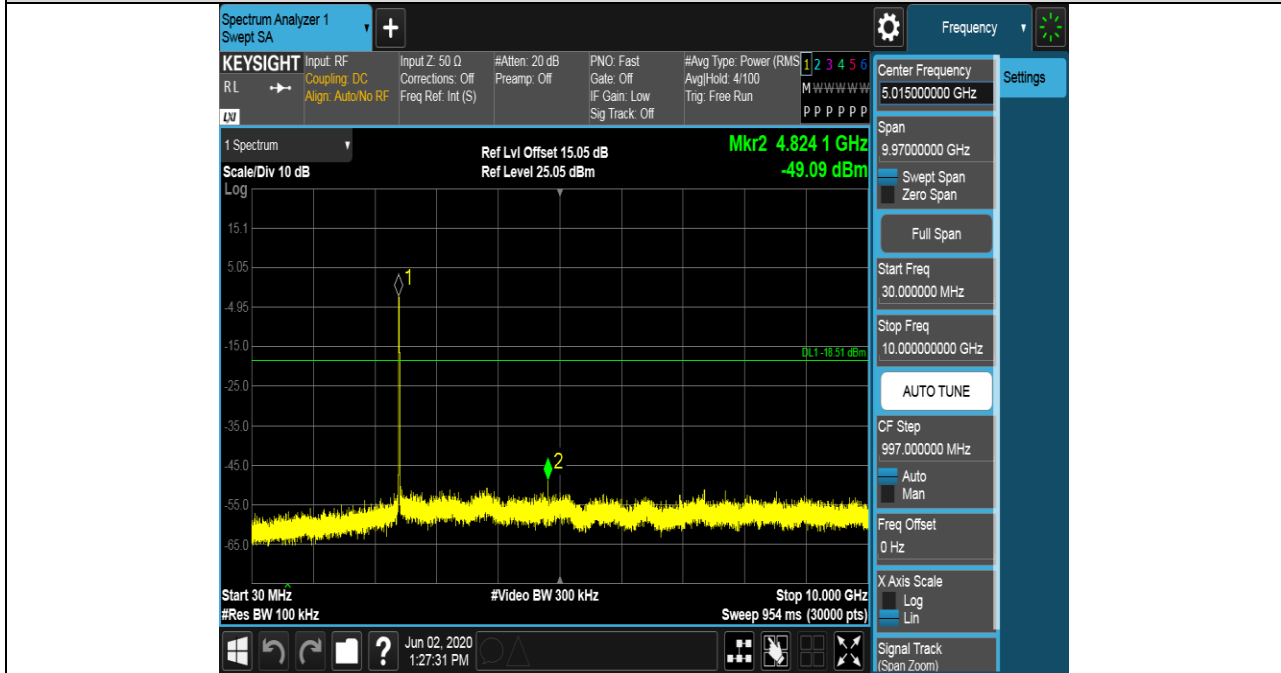 Spectrum Analyzer 1
Swept SA
+
Frequency
KEYSIGHT
RL
LXI
Input: RF
Coupling: DC
Align: Auto/No RF
Input Z: 50 Ω
Corrections: Off
Freq Ref: Int (S)
#Atten: 20 dB
Preamp: Off
PNO: Fast
Gate: Off
IF Gain: Low
Sig Track: Off
#Avg Type: Power (RMS
Avg|Hold: 4/100
Trig: Free Run
1 2 3 4 5 6
M W W W W W
P P P P P P
1 Spectrum
Scale/Div 10 dB
Log
Ref Lvl Offset 15.05 dB
Ref Level 25.05 dBm
Mkr2 4.824 1 GHz
-49.09 dBm
15.1
5.05
-4.95
-15.0
-25.0
-35.0
-45.0
-55.0
-65.0
1
DL1 -18.51 dBm
2
Start 30 MHz
#Res BW 100 kHz
#Video BW 300 kHz
Stop 10.000 GHz
Sweep 954 ms (30000 pts)
?
Jun 02, 2020
1:27:31 PM
Center Frequency
5.015000000 GHz
Span
9.97000000 GHz
Swept Span
Zero Span
Full Span
Start Freq
30.000000 MHz
Stop Freq
10.000000000 GHz
AUTO TUNE
CF Step
997.000000 MHz
Auto
Man
Freq Offset
0 Hz
X Axis Scale
Log
Lin
Signal Track
(Span Zoom)
Settings